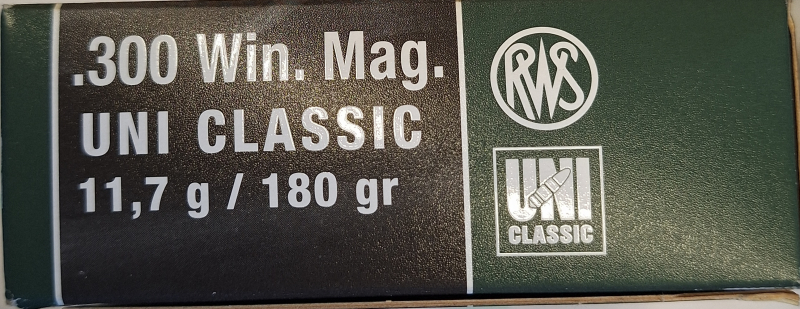 .300 Win. Mag.
UNI CLASSIC
11,7 g / 180 gr
RWS
UNI
CLASSIC